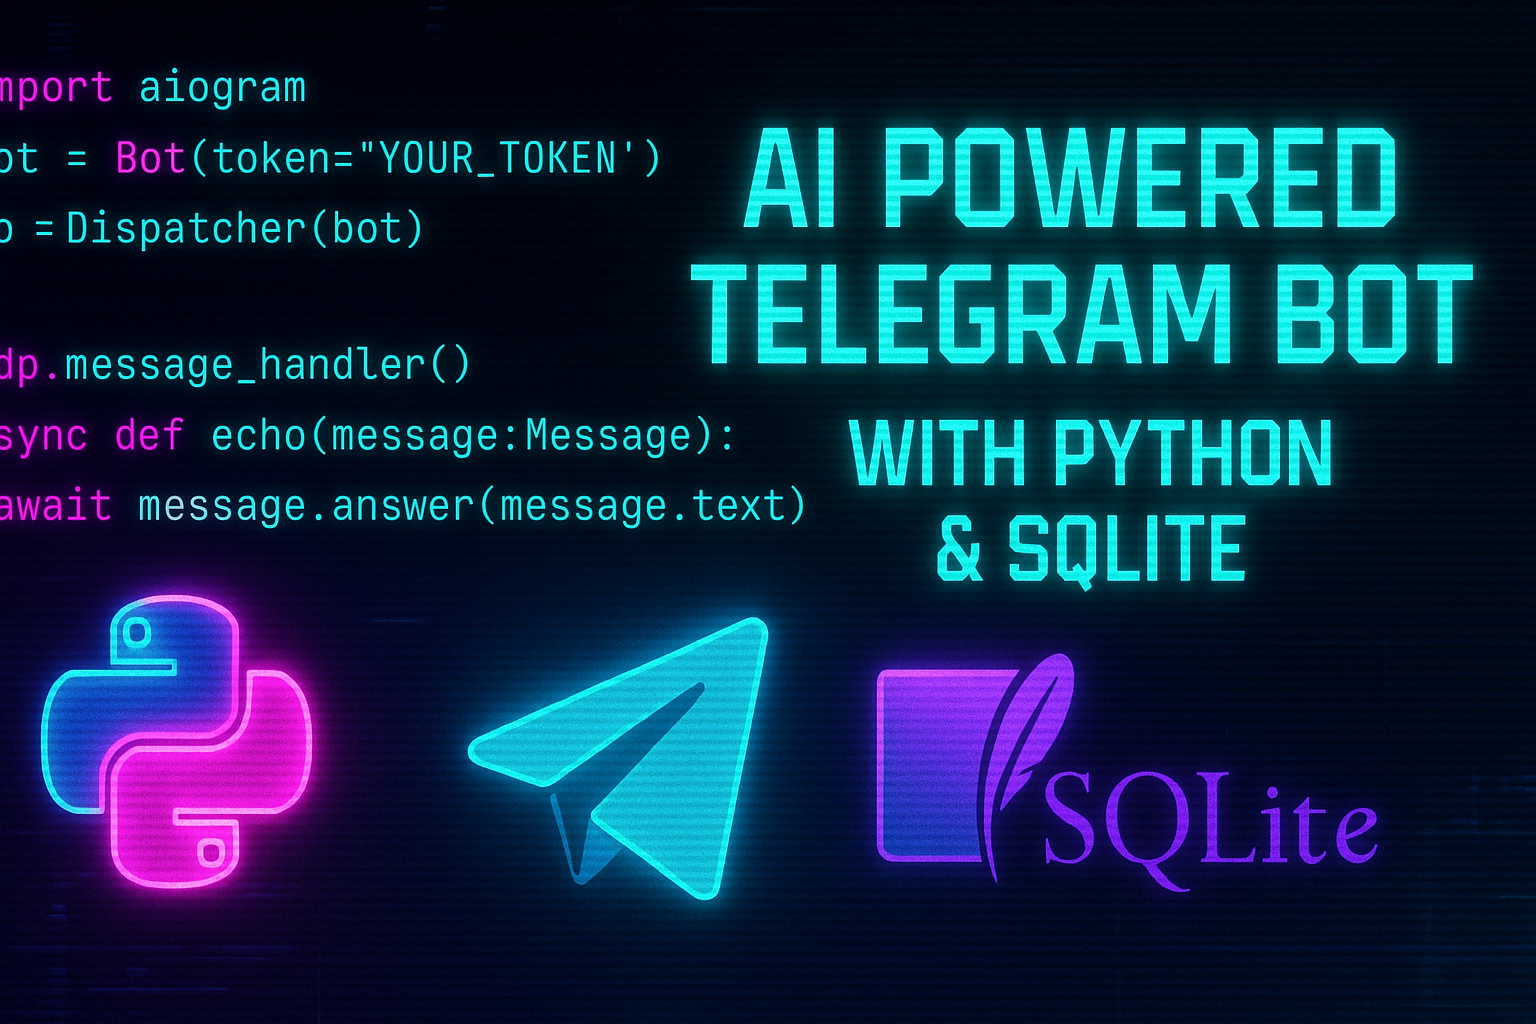 mport aiogram
ot = Bot(token="YOUR_TOKEN')
o = Dispatcher(bot)
dp.message_handler()
sync def echo(message:Message):
await message.answer(message.text)
AI POWERED
TELEGRAM BOT
WITH PYTHON
& SQLITE
SQLite